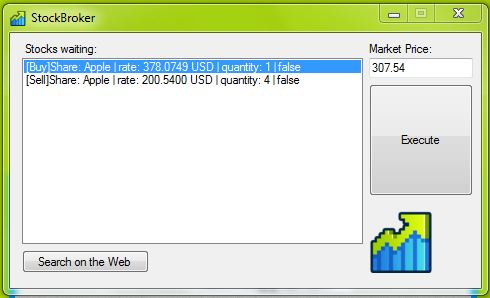 StockBroker
Stocks waiting:
Market Price:
[Buy]Share: Apple | rate: 378.0749 USD | quantity: 1 | false
307.54
[Sell]Share: Apple | rate: 200.5400 USD | quantity: 4 | false
Execute
Search on the Web